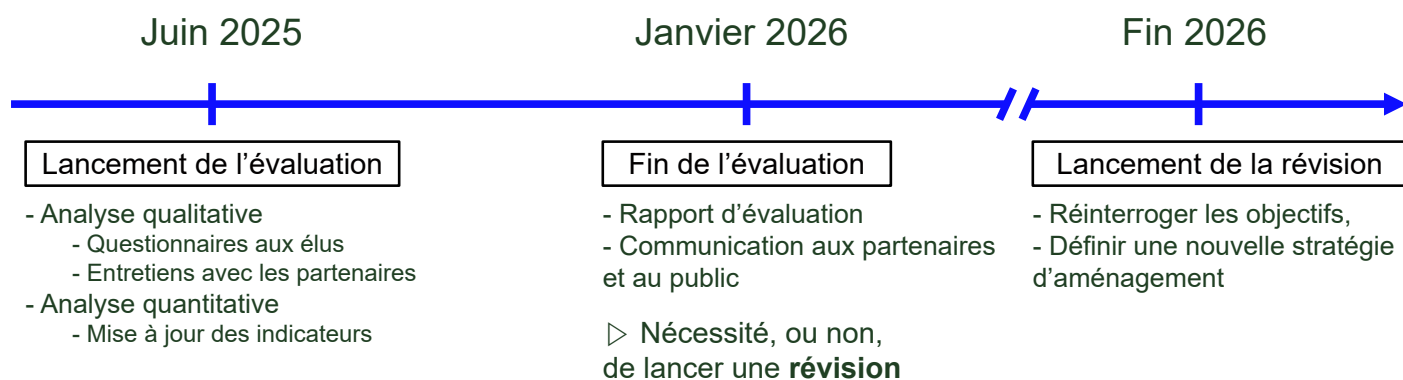 Juin 2025
Janvier 2026
Fin 2026
Lancement de l’évaluation
- Analyse qualitative
- Questionnaires aux élus
- Entretiens avec les partenaires
- Analyse quantitative
- Mise à jour des indicateurs
Fin de l’évaluation
- Rapport d’évaluation
- Communication aux partenaires
et au public
▷ Nécessité, ou non,
de lancer une révision
Lancement de la révision
- Réinterroger les objectifs,
- Définir une nouvelle stratégie
d’aménagement